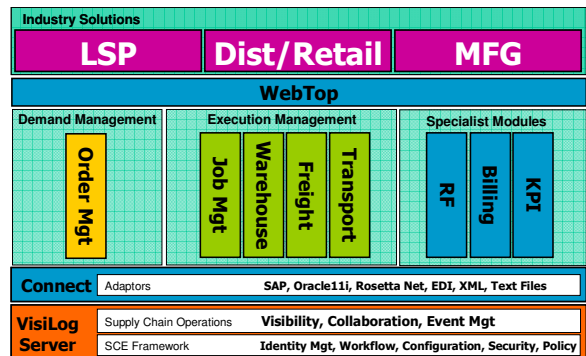 Industry Solutions
LSP Dist/Retail MFG
WebTop
Demand Management Execution Management Specialist Modules
Order Mgt
Job Mgt
Warehouse
Freight
Transport
RF
Billing
KPI
Connect Adaptors SAP, Oracle11i, Rosetta Net, EDI, XML, Text Files
VisiLog Server
Supply Chain Operations Visibility, Collaboration, Event Mgt
SCE Framework Identity Mgt, Workflow, Configuration, Security, Policy